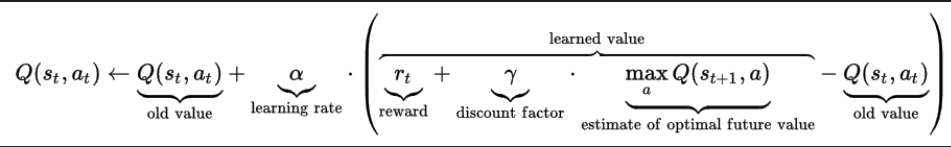 learned value
Q(s_t, a_t) ← Q(s_t, a_t) + α · ( r_t + γ · max_a Q(s_{t+1}, a) − Q(s_t, a_t) )
old value learning rate reward discount factor estimate of optimal future value old value